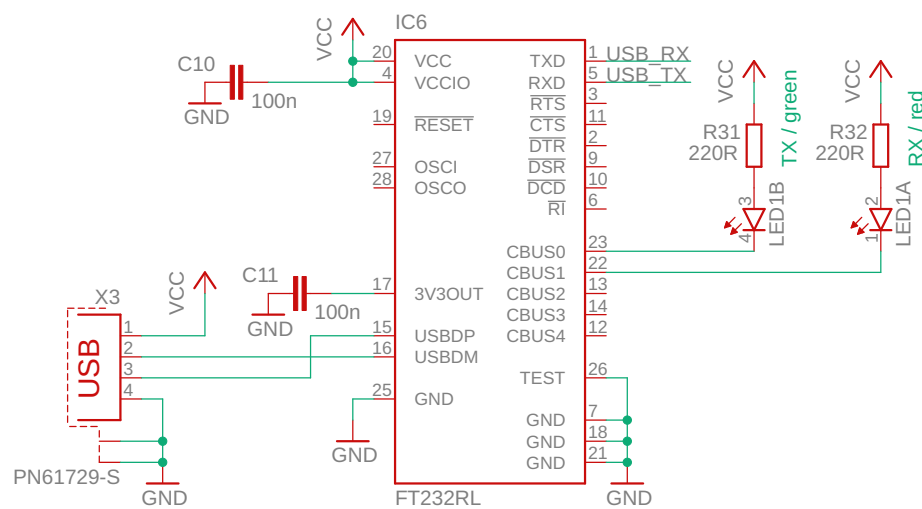 IC6
VCC
C10
100n
GND
20 VCC TXD 1 USB_RX
4 VCCIO RXD 5 USB_TX
RTS 3
19 RESET CTS 11
DTR 2
27 OSCI DSR 9
28 OSCO DCD 10
RI 6
CBUS0 23
CBUS1 22
17 3V3OUT CBUS2 13
CBUS3 14
15 USBDP CBUS4 12
16 USBDM
TEST 26
25 GND
GND 7
GND 18
GND 21
FT232RL
GND
GND
VCC
R31
220R
TX / green
3
4
LED1B
VCC
R32
220R
RX / red
2
1
LED1A
C11
100n
GND
VCC
X3
USB
1
2
3
4
PN61729-S
GND